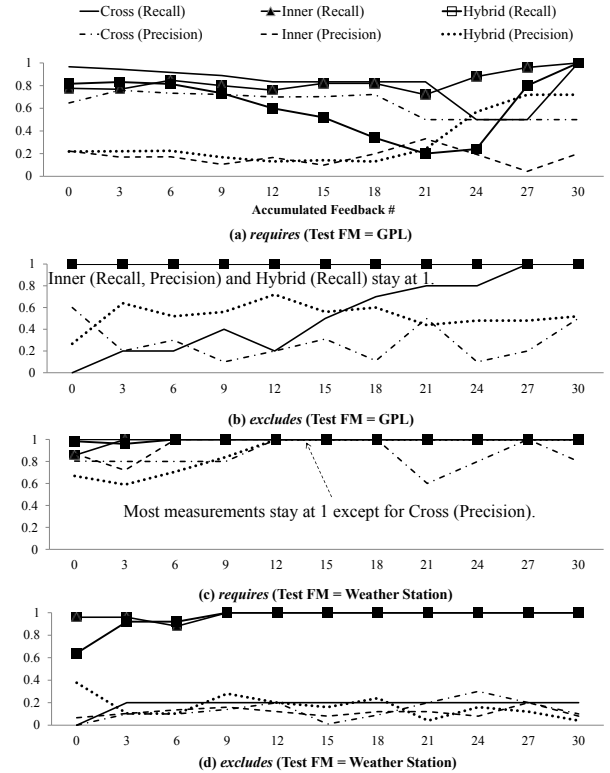 Cross (Recall) Inner (Recall) Hybrid (Recall)
Cross (Precision) Inner (Precision) Hybrid (Precision)
1
0.8
0.6
0.4
0.2
0
0 3 6 9 12 15 18 21 24 27 30
Accumulated Feedback #
(a) requires (Test FM = GPL)
1
Inner (Recall, Precision) and Hybrid (Recall) stay at 1.
0.8
0.6
0.4
0.2
0
0 3 6 9 12 15 18 21 24 27 30
(b) excludes (Test FM = GPL)
1
0.8
0.6
0.4
Most measurements stay at 1 except for Cross (Precision).
0.2
0
0 3 6 9 12 15 18 21 24 27 30
(c) requires (Test FM = Weather Station)
1
0.8
0.6
0.4
0.2
0
0 3 6 9 12 15 18 21 24 27 30
(d) excludes (Test FM = Weather Station)